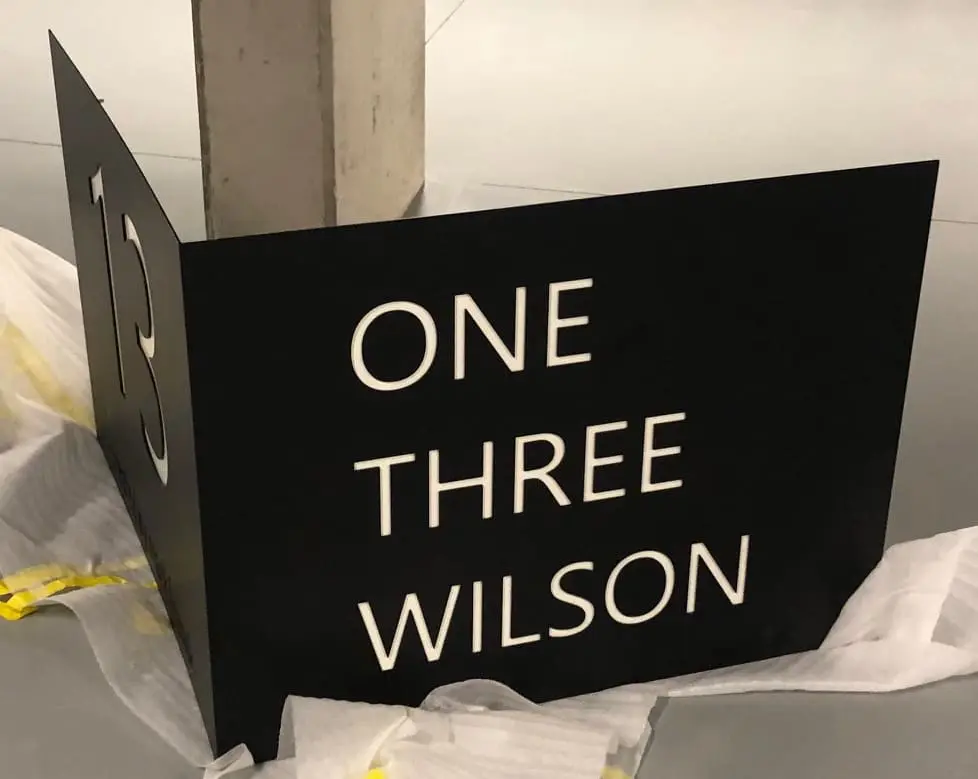 13
ONE
THREE
WILSON